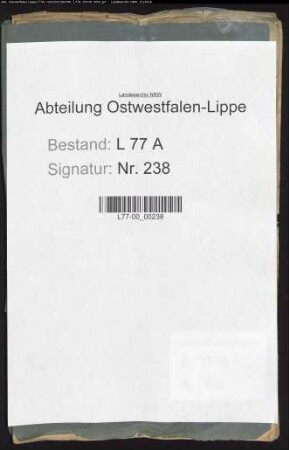 Landesarchiv NRW
Abteilung Ostwestfalen-Lippe
Bestand: L 77 A
Signatur: Nr. 238
L77-00_00238